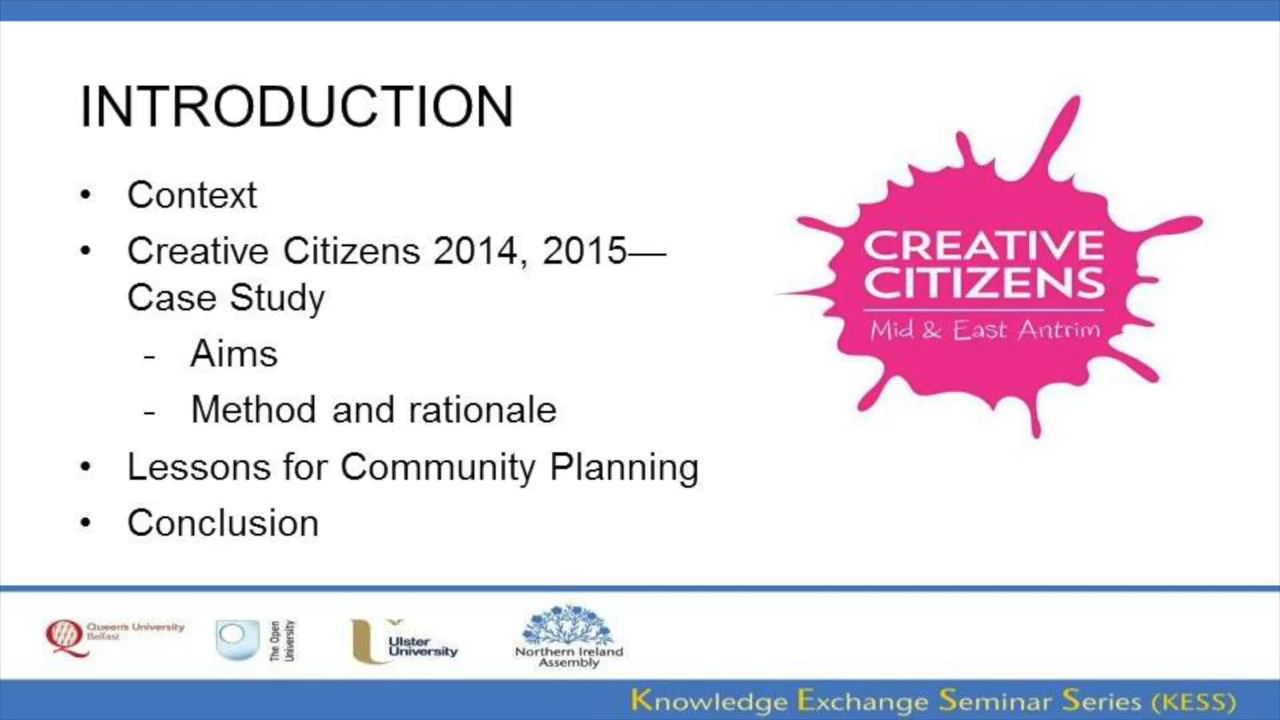 INTRODUCTION
• Context
• Creative Citizens 2014, 2015—
Case Study
- Aims
- Method and rationale
• Lessons for Community Planning
• Conclusion
CREATIVE
CITIZENS
Mid & East Antrim
Queen's University
Belfast
The Open
University
Ulster
University
Northern Ireland
Assembly
Knowledge Exchange Seminar Series (KESS)